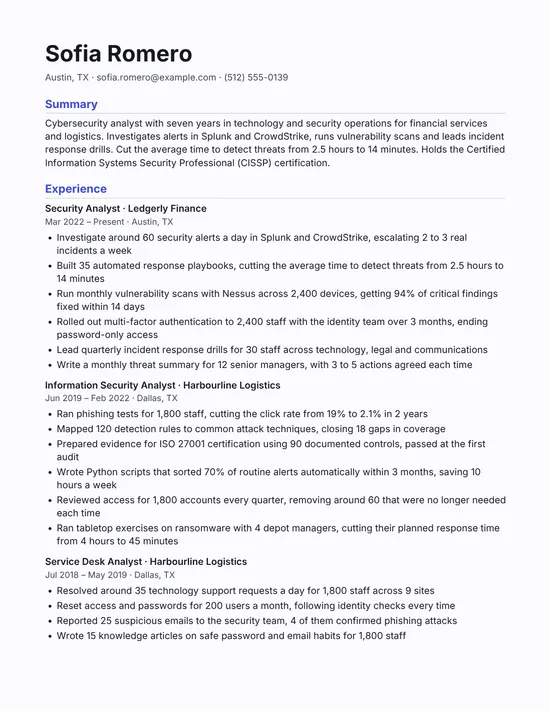 Sofia Romero
Austin, TX · sofia.romero@example.com · (512) 555-0139
Summary
Cybersecurity analyst with seven years in technology and security operations for financial services
and logistics. Investigates alerts in Splunk and CrowdStrike, runs vulnerability scans and leads incident
response drills. Cut the average time to detect threats from 2.5 hours to 14 minutes. Holds the Certified
Information Systems Security Professional (CISSP) certification.
Experience
Security Analyst · Ledgerly Finance
Mar 2022 – Present · Austin, TX
• Investigate around 60 security alerts a day in Splunk and CrowdStrike, escalating 2 to 3 real
incidents a week
• Built 35 automated response playbooks, cutting the average time to detect threats from 2.5 hours to
14 minutes
• Run monthly vulnerability scans with Nessus across 2,400 devices, getting 94% of critical findings
fixed within 14 days
• Rolled out multi-factor authentication to 2,400 staff with the identity team over 3 months, ending
password-only access
• Lead quarterly incident response drills for 30 staff across technology, legal and communications
• Write a monthly threat summary for 12 senior managers, with 3 to 5 actions agreed each time
Information Security Analyst · Harbourline Logistics
Jun 2019 – Feb 2022 · Dallas, TX
• Ran phishing tests for 1,800 staff, cutting the click rate from 19% to 2.1% in 2 years
• Mapped 120 detection rules to common attack techniques, closing 18 gaps in coverage
• Prepared evidence for ISO 27001 certification using 90 documented controls, passed at the first
audit
• Wrote Python scripts that sorted 70% of routine alerts automatically within 3 months, saving 10
hours a week
• Reviewed access for 1,800 accounts every quarter, removing around 60 that were no longer needed
each time
• Ran tabletop exercises on ransomware with 4 depot managers, cutting their planned response time
from 4 hours to 45 minutes
Service Desk Analyst · Harbourline Logistics
Jul 2018 – May 2019 · Dallas, TX
• Resolved around 35 technology support requests a day for 1,800 staff across 9 sites
• Reset access and passwords for 200 users a month, following identity checks every time
• Reported 25 suspicious emails to the security team, 4 of them confirmed phishing attacks
• Wrote 15 knowledge articles on safe password and email habits for 1,800 staff